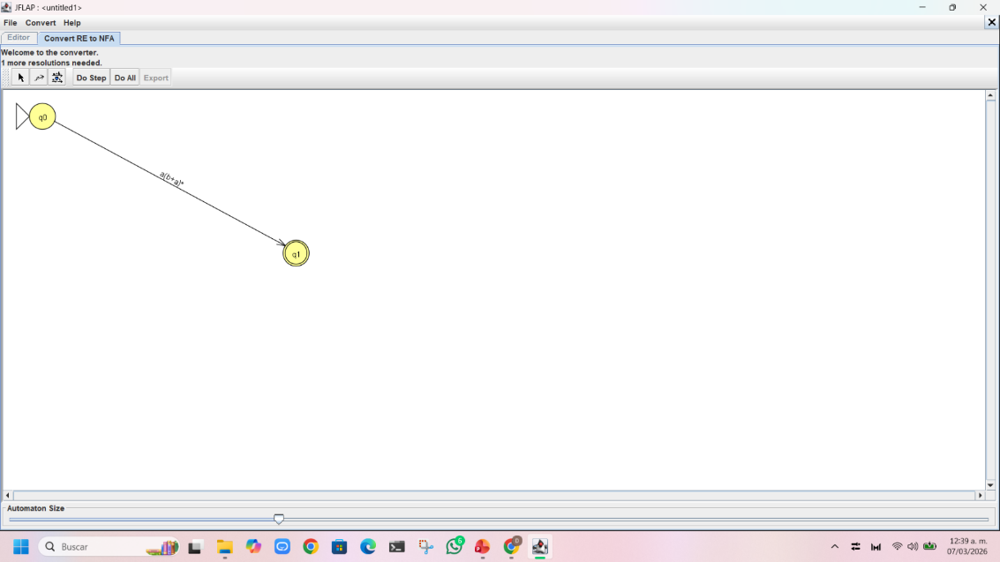 JFLAP : <untitled1>
File Convert Help
Editor Convert RE to NFA
Welcome to the converter.
1 more resolutions needed.
Do Step Do All Export
q0
a(b+a)*
q1
Automaton Size
Buscar
6
0
12:39 a. m.
07/03/2026